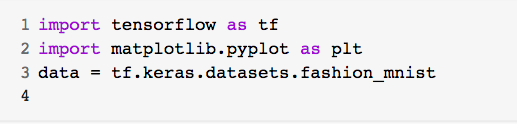 1 import tensorflow as tf
2 import matplotlib.pyplot as plt
3 data = tf.keras.datasets.fashion_mnist
4